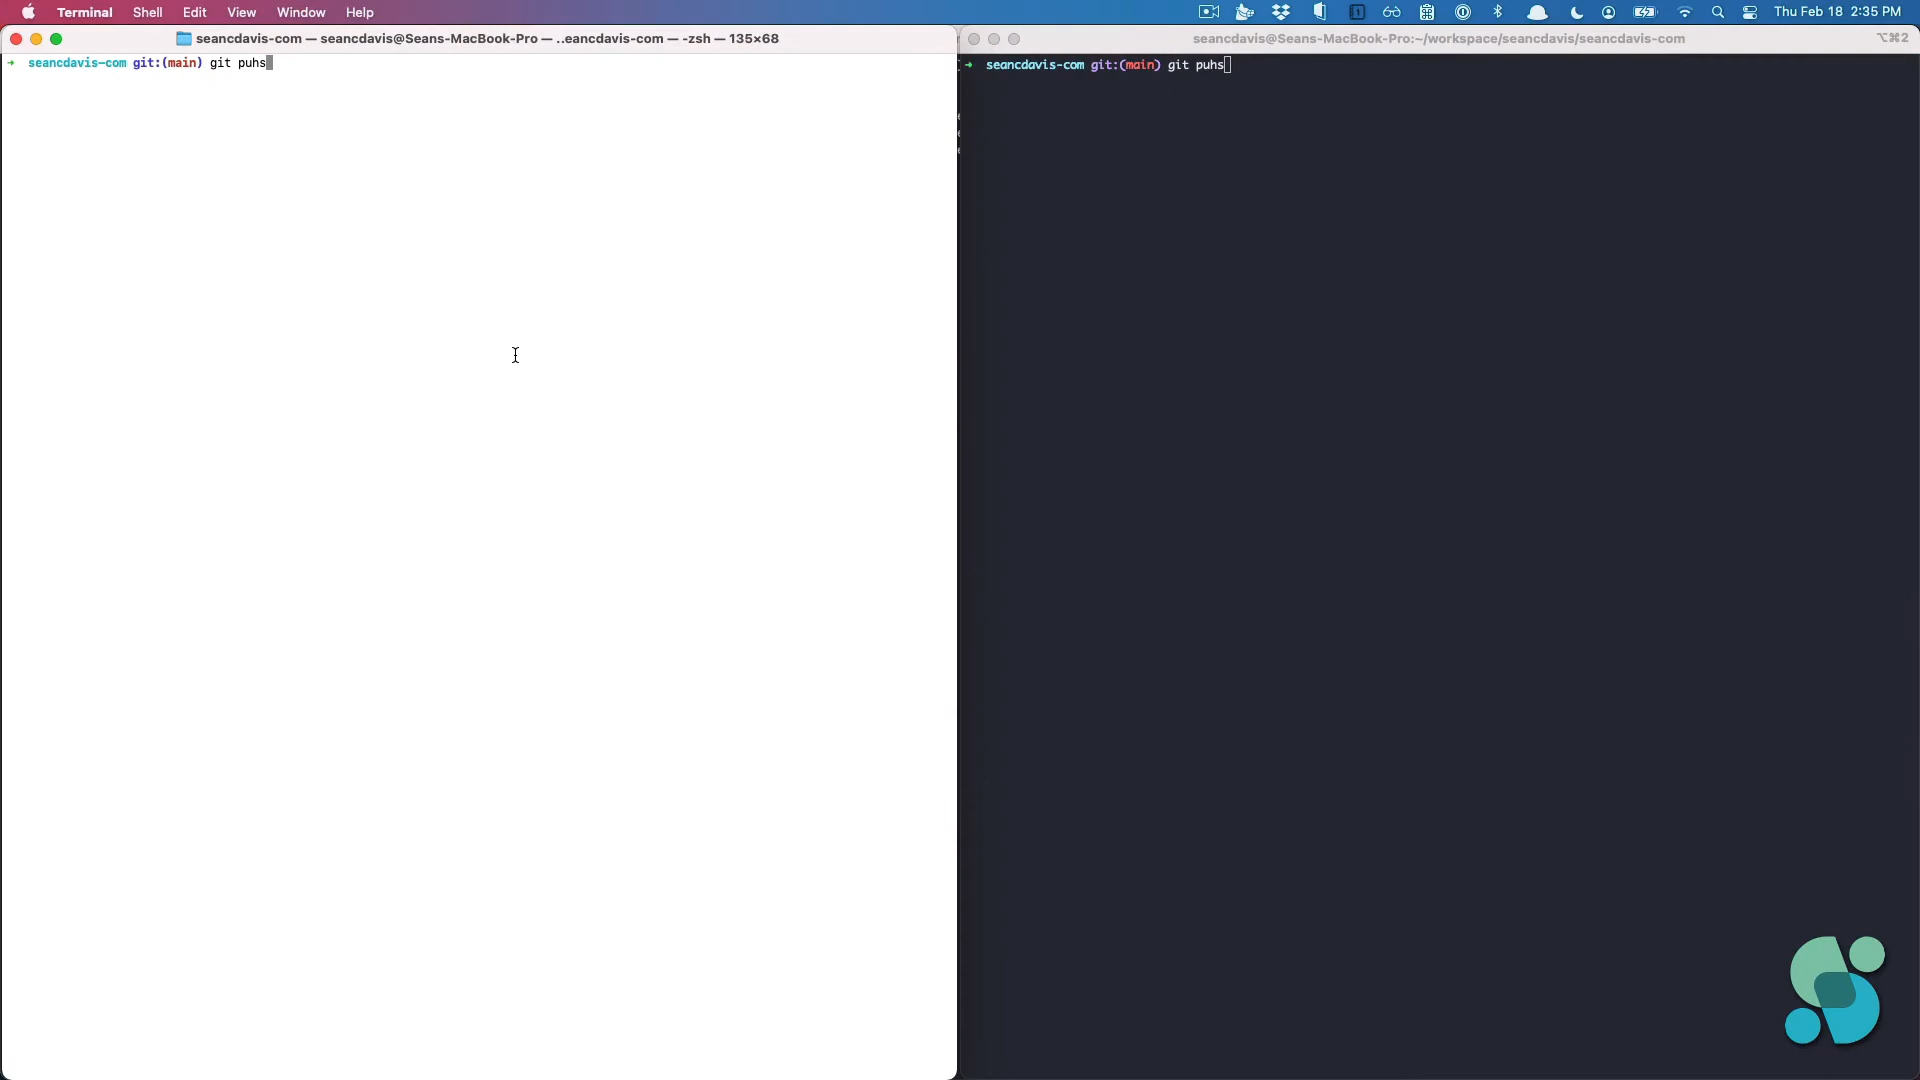 Terminal Shell Edit View Window Help
Thu Feb 18 2:35 PM
seancdavis-com — seancdavis@Seans-MacBook-Pro — ..eancdavis-com — -zsh — 135×68
➜ seancdavis-com git:(main) git puhs
seancdavis@Seans-MacBook-Pro:~/workspace/seancdavis/seancdavis-com
⌥⌘2
➜ seancdavis-com git:(main) git puhs